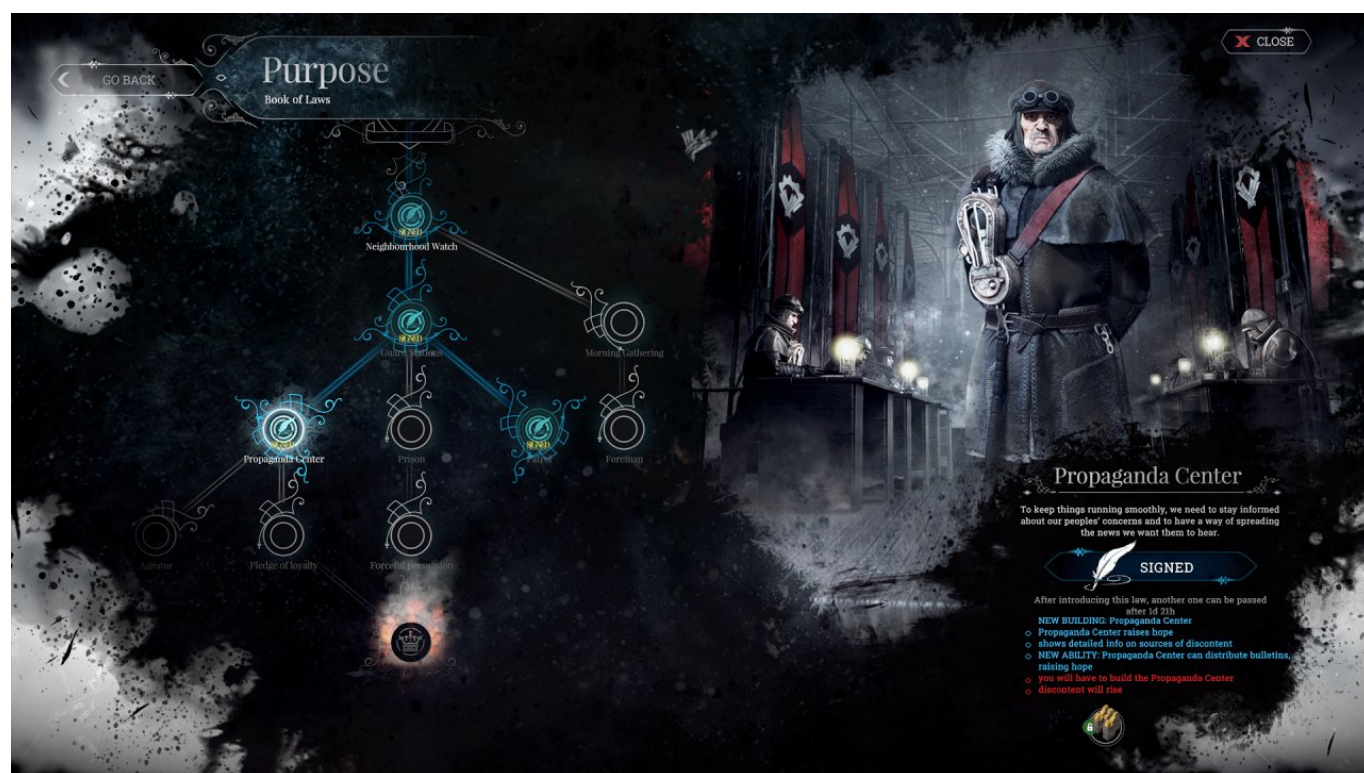 GO BACK
Purpose
Book of Laws
CLOSE
SIGNED
Neighbourhood Watch
SIGNED
Guard Stations
Morning Gathering
SIGNED
Propaganda Center
Prison
SIGNED
Patrol
Foreman
Agitator
Pledge of loyalty
Forceful persuasion
Propaganda Center
To keep things running smoothly, we need to stay informed
about our peoples' concerns and to have a way of spreading
the news we want them to hear.
SIGNED
After introducing this law, another one can be passed
after 1d 21h
NEW BUILDING: Propaganda Center
Propaganda Center raises hope
shows detailed info on sources of discontent
NEW ABILITY: Propaganda Center can distribute bulletins,
raising hope
you will have to build the Propaganda Center
discontent will rise